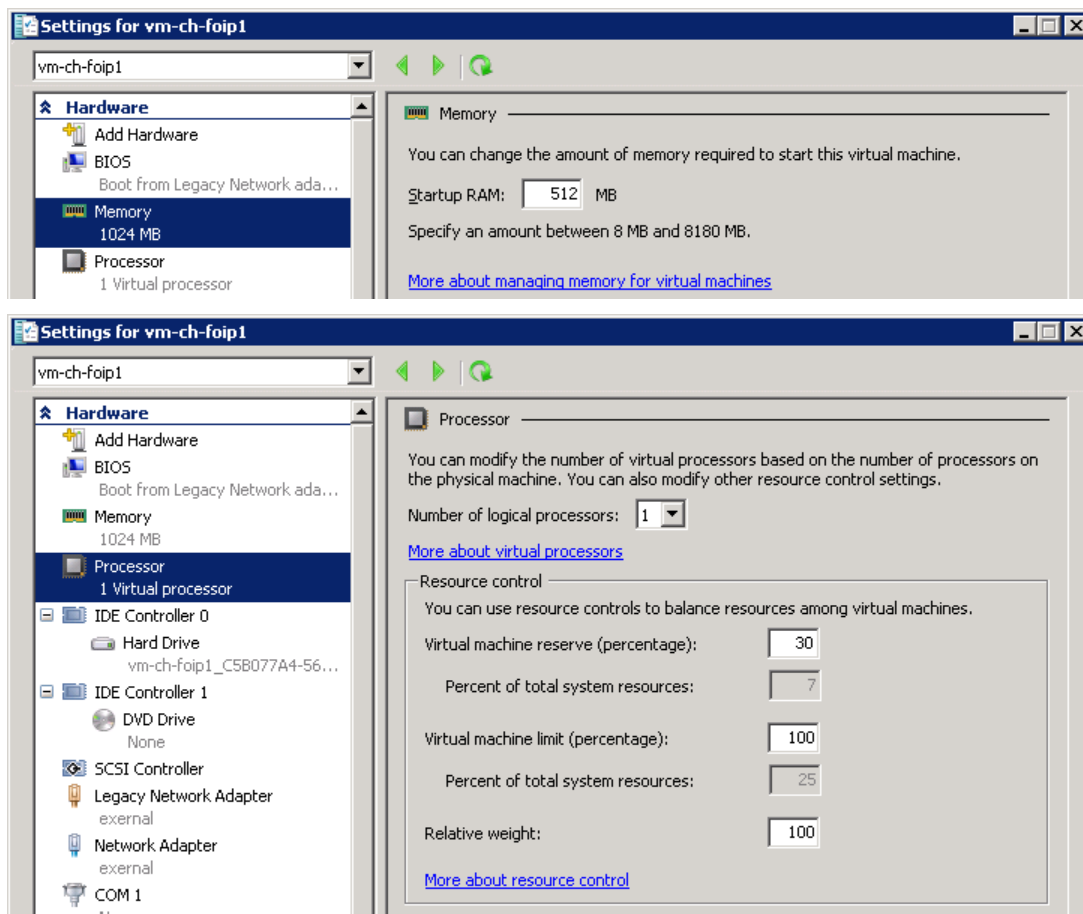 Settings for vm-ch-foip1
vm-ch-foip1
Hardware
Add Hardware
BIOS
Boot from Legacy Network ada...
Memory
1024 MB
Processor
1 Virtual processor
Memory
You can change the amount of memory required to start this virtual machine.
Startup RAM: 512 MB
Specify an amount between 8 MB and 8180 MB.
More about managing memory for virtual machines
Settings for vm-ch-foip1
vm-ch-foip1
Hardware
Add Hardware
BIOS
Boot from Legacy Network ada...
Memory
1024 MB
Processor
1 Virtual processor
IDE Controller 0
Hard Drive
vm-ch-foip1_C5B077A4-56...
IDE Controller 1
DVD Drive
None
SCSI Controller
Legacy Network Adapter
exernal
Network Adapter
exernal
COM 1
Processor
You can modify the number of virtual processors based on the number of processors on
the physical machine. You can also modify other resource control settings.
Number of logical processors: 1
More about virtual processors
Resource control
You can use resource controls to balance resources among virtual machines.
Virtual machine reserve (percentage): 30
Percent of total system resources: 7
Virtual machine limit (percentage): 100
Percent of total system resources: 25
Relative weight: 100
More about resource control